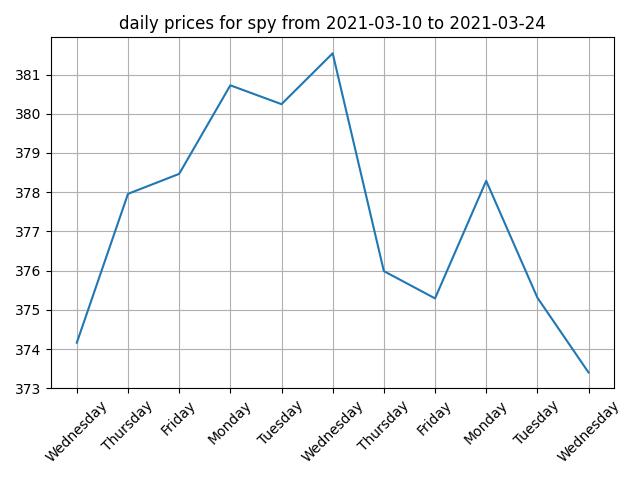 daily prices for spy from 2021-03-10 to 2021-03-24
381
380
379
378
377
376
375
374
373
Wednesday
Thursday
Friday
Monday
Tuesday
Wednesday
Thursday
Friday
Monday
Tuesday
Wednesday